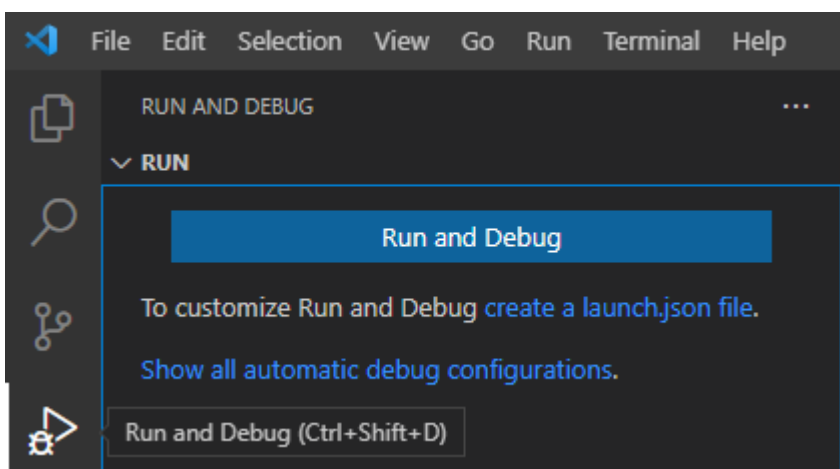 File Edit Selection View Go Run Terminal Help
RUN AND DEBUG
RUN
Run and Debug
To customize Run and Debug create a launch.json file.
Show all automatic debug configurations.
Run and Debug (Ctrl+Shift+D)